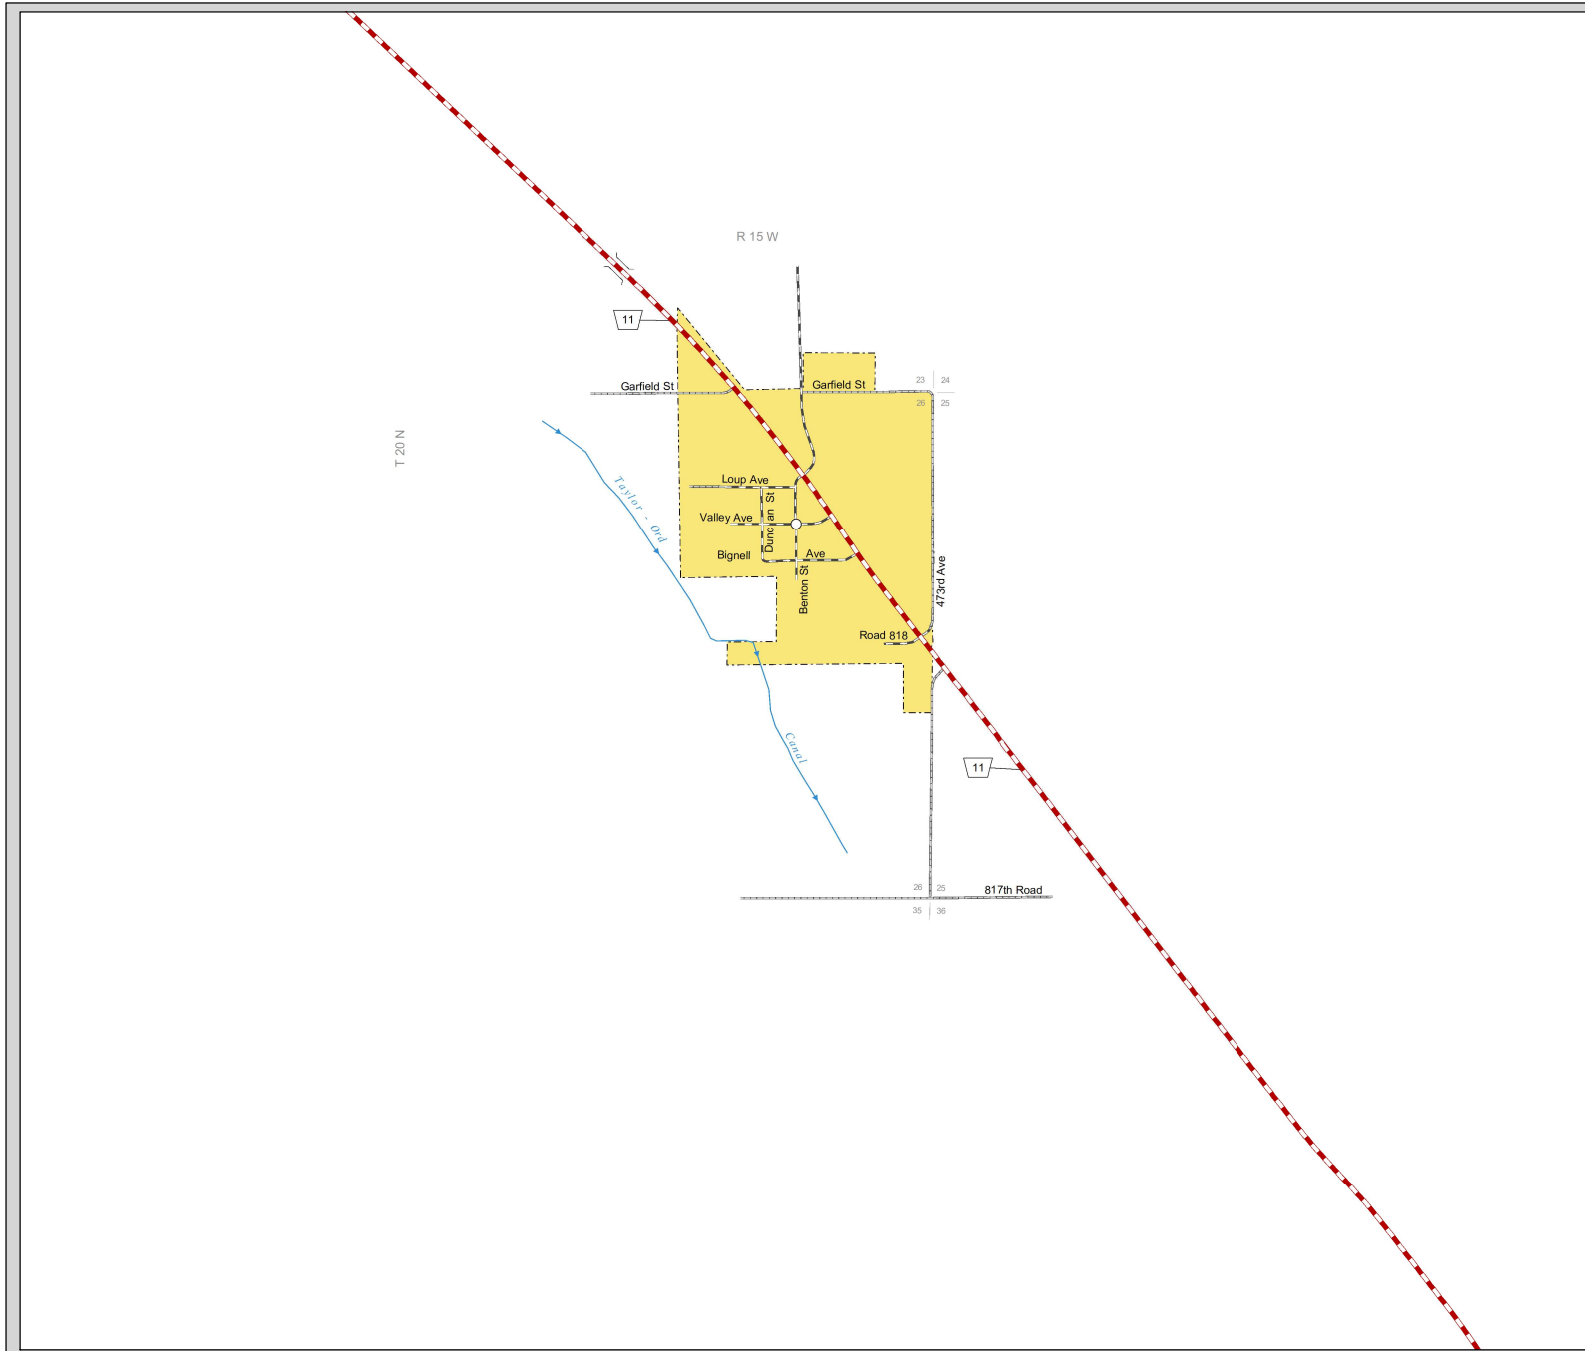 R 15 W
11
Garfield St
Garfield St
23 24
26 25
T 20 N
Loup Ave
Taylor - Ord
Duncan St
Valley Ave
Bignell Ave
473rd Ave
Benton St
Road 818
Canal
11
26 25
817th Road
35 36